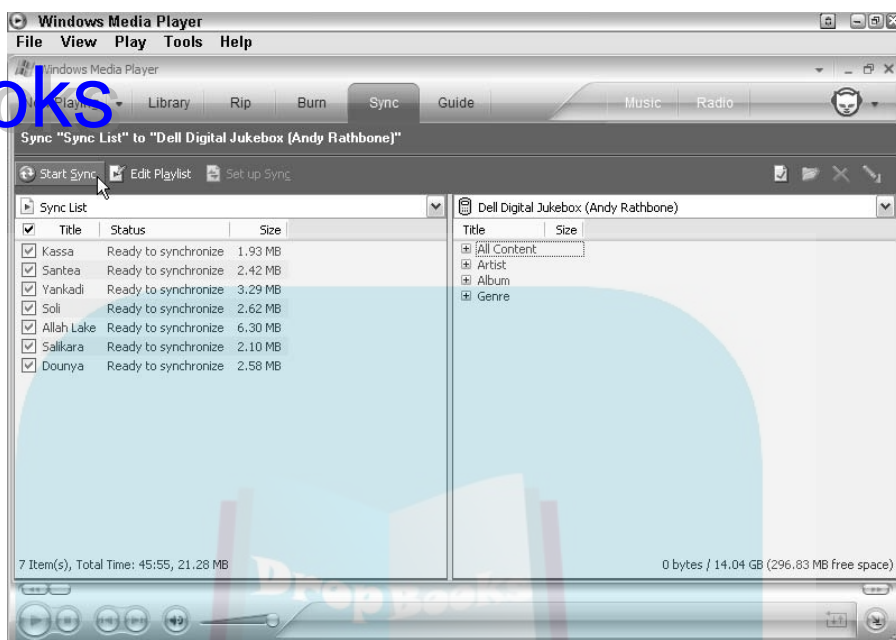 Windows Media Player
File View Play Tools Help
Windows Media Player
oks
Now Playing Library Rip Burn Sync Guide Music Radio
Sync "Sync List" to "Dell Digital Jukebox (Andy Rathbone)"
Start Sync Edit Playlist Set up Sync
Sync List Dell Digital Jukebox (Andy Rathbone)
Title Status Size Title Size
Kassa Ready to synchronize 1.93 MB All Content
Santea Ready to synchronize 2.42 MB Artist
Yankadi Ready to synchronize 3.29 MB Album
Soli Ready to synchronize 2.62 MB Genre
Allah Lake Ready to synchronize 6.30 MB
Salikara Ready to synchronize 2.10 MB
Dounya Ready to synchronize 2.58 MB
7 Item(s), Total Time: 45:55, 21.28 MB 0 bytes / 14.04 GB (296.83 MB free space)
DropBooks